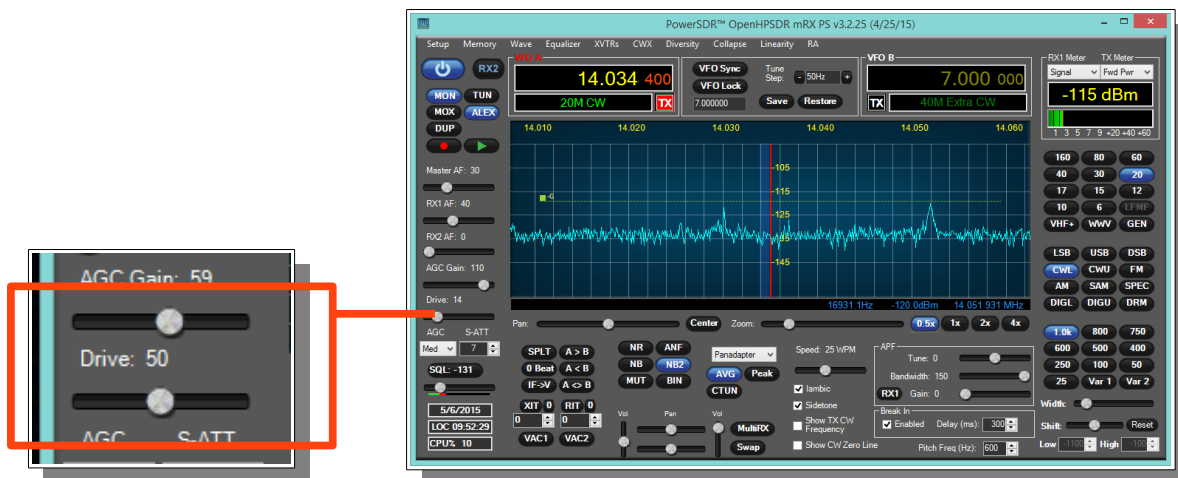 AGC Gain: 59
Drive: 50
AGC S-ATT
PowerSDR™ OpenHPSDR mRX PS v3.2.25 (4/25/15)
Setup Memory Wave Equalizer XVTRs CWX Diversity Collapse Linearity RA
RX2
MON TUN
MOX ALEX
DUP
VFO A
14.034 400
20M CW TX
VFO Sync
VFO Lock
7.000000
Tune Step: - 50Hz +
Save Restore
VFO B
7.000 000
TX 40M Extra CW
RX1 Meter TX Meter
Signal Fwd Pwr
-115 dBm
1 3 5 7 9 +20 +40 +60
14.010 14.020 14.030 14.040 14.050 14.060
-105
-G
-115
-125
-135
-145
16931.1Hz -120.0dBm 14.051 931 MHz
Master AF: 30
RX1 AF: 40
RX2 AF: 0
AGC Gain: 110
Drive: 14
AGC S-ATT
Med 7
SQL: -131
5/6/2015
LOC 09:52:29
CPU% 10
Pan: Center Zoom: 0.5x 1x 2x 4x
SPLT A > B
0 Beat A < B
IF->V A <> B
XIT 0 RIT 0
0 0
VAC1 VAC2
NR ANF
NB NB2
MUT BIN
Panadapter
AVG Peak
CTUN
Vol Pan Vol
MultiRX
Swap
Speed: 25 WPM
Iambic
Sidetone
Show TX CW Frequency
Show CW Zero Line
APF
Tune: 0
Bandwidth: 150
RX1 Gain: 0
Break In
Enabled Delay (ms): 300
Pitch Freq (Hz): 600
160 80 60
40 30 20
17 15 12
10 6 LFMF
VHF+ WWV GEN
LSB USB DSB
CWL CWU FM
AM SAM SPEC
DIGL DIGU DRM
1.0k 800 750
600 500 400
250 100 50
25 Var 1 Var 2
Width:
Shift: Reset
Low -1100 High -100